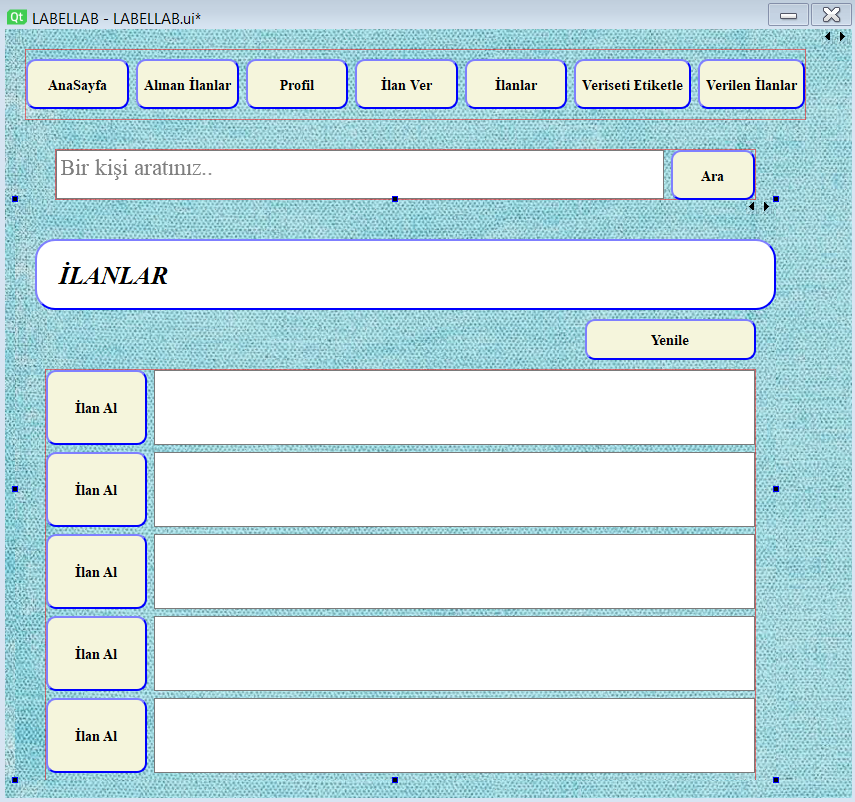 Qt LABELLAB - LABELLAB.ui*
AnaSayfa Alınan İlanlar Profil İlan Ver İlanlar Veriseti Etiketle Verilen İlanlar
Bir kişi aratınız.. Ara
İLANLAR
Yenile
İlan Al
İlan Al
İlan Al
İlan Al
İlan Al